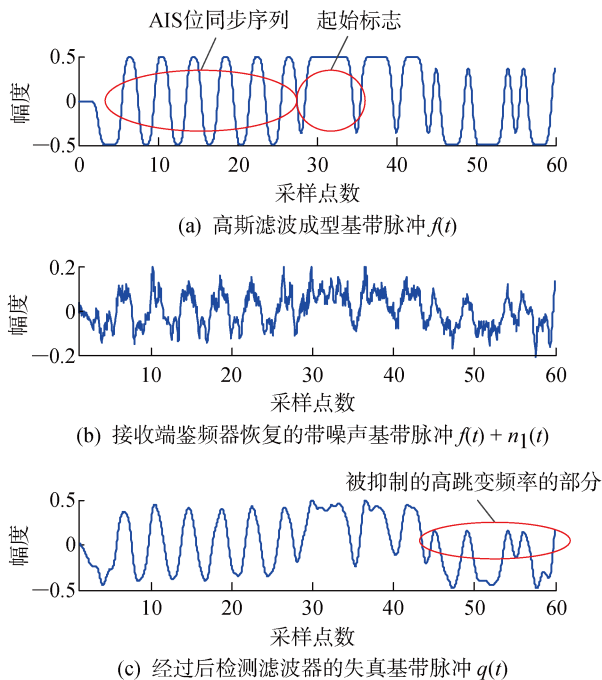 AIS位同步序列 起始标志
0.5
0
−0.5
幅度
0 10 20 30 40 50 60
采样点数
(a) 高斯滤波成型基带脉冲 f(t)
0.2
0
−0.2
幅度
10 20 30 40 50 60
采样点数
(b) 接收端鉴频器恢复的带噪声基带脉冲 f(t) + n1(t)
被抑制的高跳变频率的部分
0.5
0
−0.5
幅度
10 20 30 40 50 60
采样点数
(c) 经过后检测滤波器的失真基带脉冲 q(t)